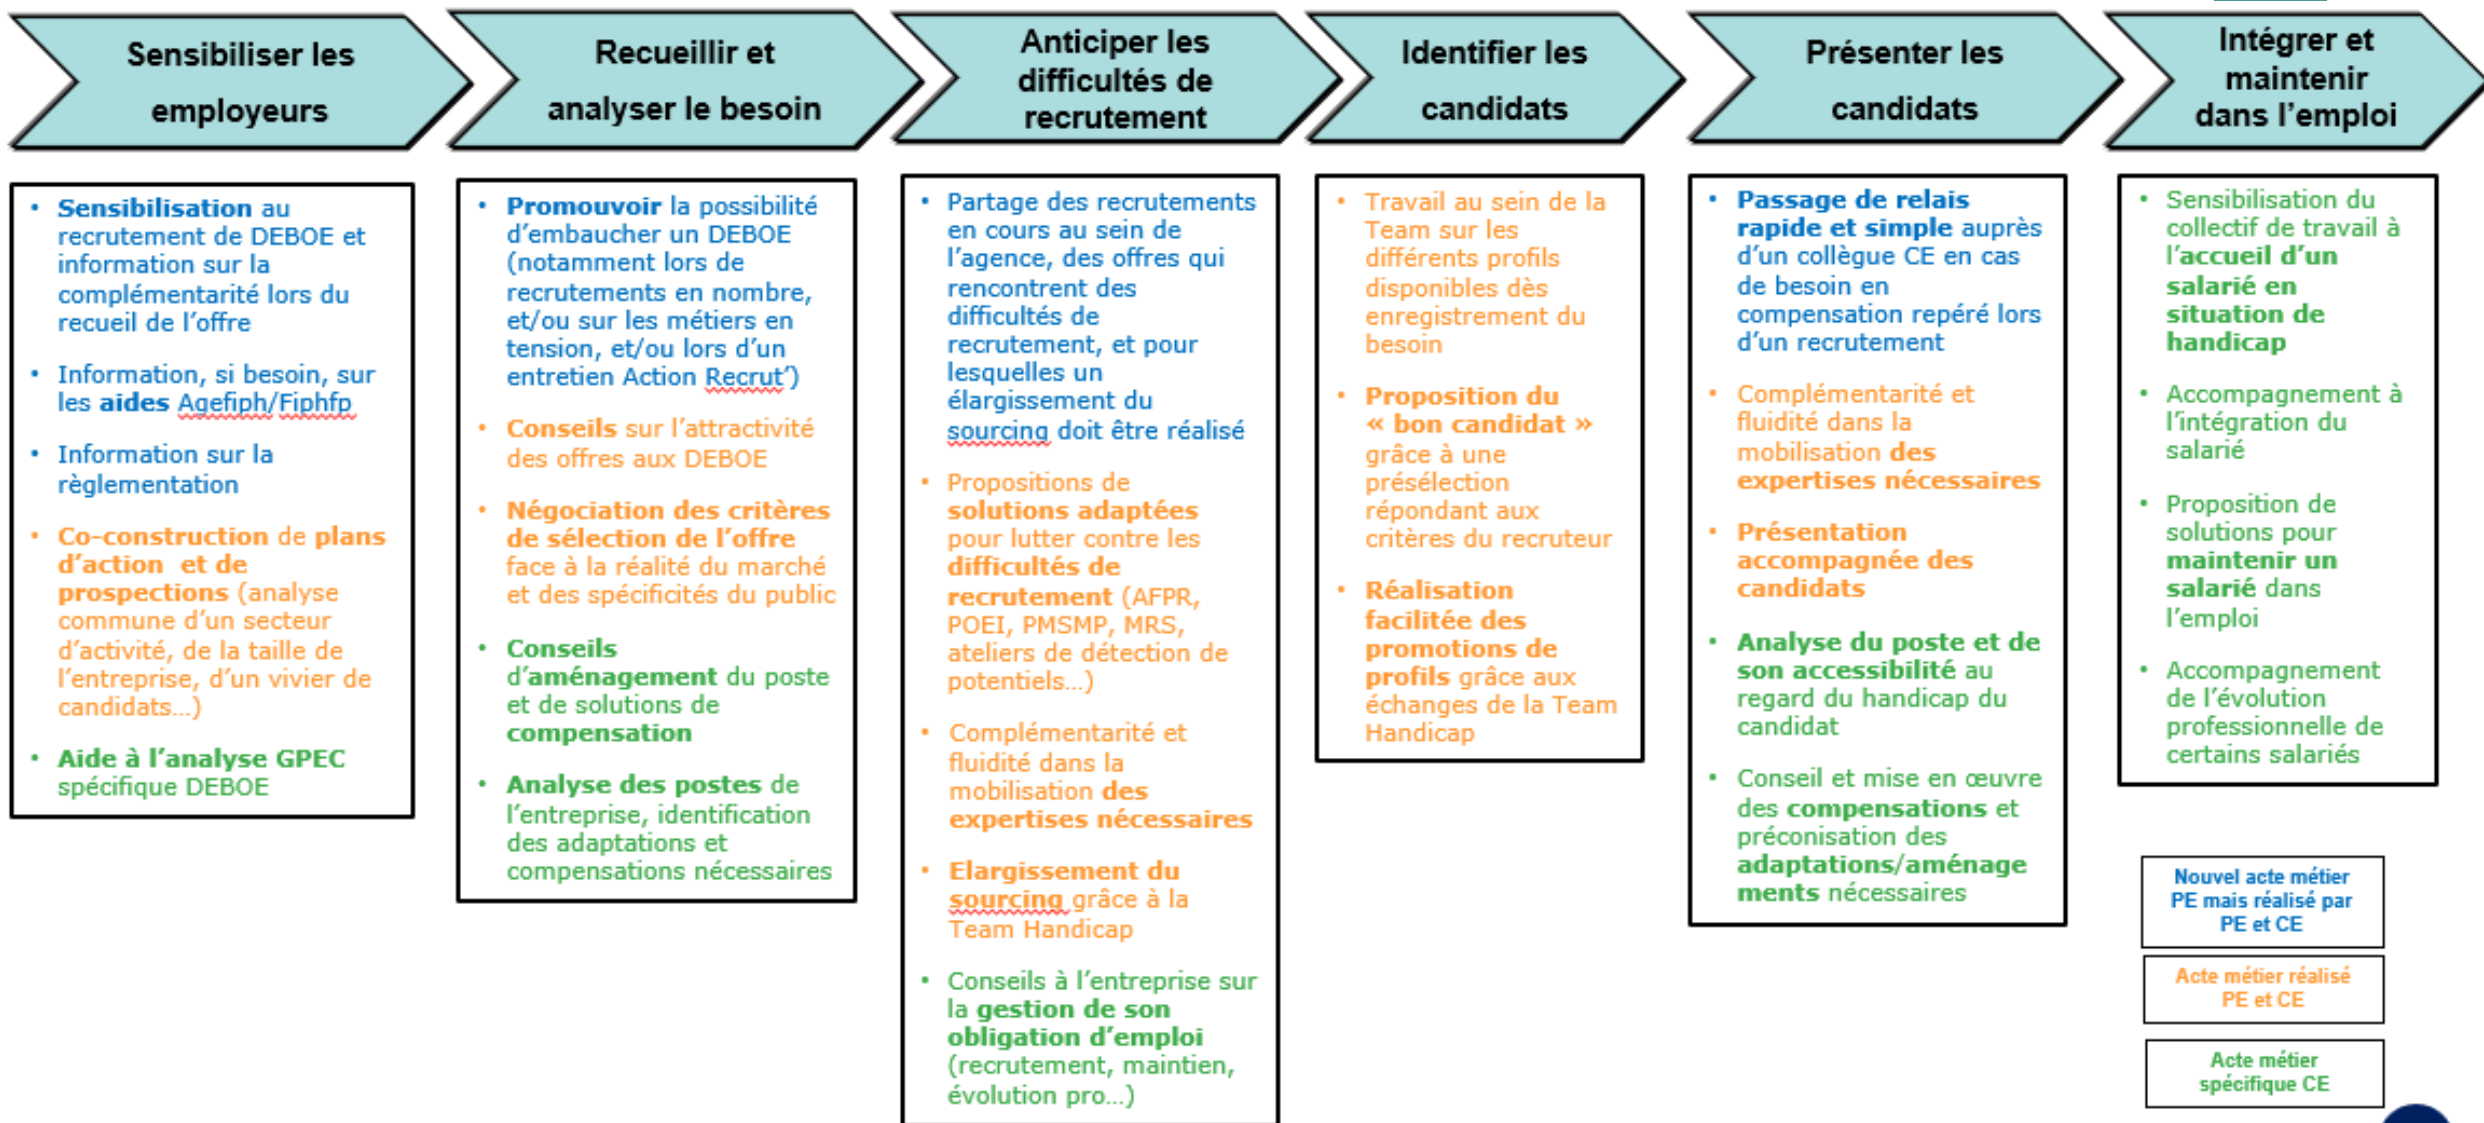 Sensibiliser les
employeurs
Recueillir et
analyser le besoin
Anticiper les
difficultés de
recrutement
Identifier les
candidats
Présenter les
candidats
Intégrer et
maintenir
dans l'emploi
• Sensibilisation au
recrutement de DEBOE et
information sur la
complémentarité lors du
recueil de l'offre
• Information, si besoin, sur
les aides Agefiph/Fiphfp
• Information sur la
règlementation
• Co-construction de plans
d'action et de
prospections (analyse
commune d'un secteur
d'activité, de la taille de
l'entreprise, d'un vivier de
candidats...)
• Aide à l'analyse GPEC
spécifique DEBOE
• Promouvoir la possibilité
d'embaucher un DEBOE
(notamment lors de
recrutements en nombre,
et/ou sur les métiers en
tension, et/ou lors d'un
entretien Action Recrut')
• Conseils sur l'attractivité
des offres aux DEBOE
• Négociation des critères
de sélection de l'offre
face à la réalité du marché
et des spécificités du public
• Conseils
d'aménagement du poste
et de solutions de
compensation
• Analyse des postes de
l'entreprise, identification
des adaptations et
compensations nécessaires
• Partage des recrutements
en cours au sein de
l'agence, des offres qui
rencontrent des
difficultés de
recrutement, et pour
lesquelles un
élargissement du
sourcing doit être réalisé
• Propositions de
solutions adaptées
pour lutter contre les
difficultés de
recrutement (AFPR,
POEI, PMSMP, MRS,
ateliers de détection de
potentiels...)
• Complémentarité et
fluidité dans la
mobilisation des
expertises nécessaires
• Elargissement du
sourcing grâce à la
Team Handicap
• Conseils à l'entreprise sur
la gestion de son
obligation d'emploi
(recrutement, maintien,
évolution pro...)
• Travail au sein de la
Team sur les
différents profils
disponibles dès
enregistrement du
besoin
• Proposition du
« bon candidat »
grâce à une
présélection
répondant aux
critères du recruteur
• Réalisation
facilitée des
promotions de
profils grâce aux
échanges de la Team
Handicap
• Passage de relais
rapide et simple auprès
d'un collègue CE en cas
de besoin en
compensation repéré lors
d'un recrutement
• Complémentarité et
fluidité dans la
mobilisation des
expertises nécessaires
• Présentation
accompagnée des
candidats
• Analyse du poste et de
son accessibilité au
regard du handicap du
candidat
• Conseil et mise en œuvre
des compensations et
préconisation des
adaptations/aménage
ments nécessaires
• Sensibilisation du
collectif de travail à
l'accueil d'un
salarié en
situation de
handicap
• Accompagnement à
l'intégration du
salarié
• Proposition de
solutions pour
maintenir un
salarié dans
l'emploi
• Accompagnement
de l'évolution
professionnelle de
certains salariés
Nouvel acte métier
PE mais réalisé par
PE et CE
Acte métier réalisé
PE et CE
Acte métier
spécifique CE